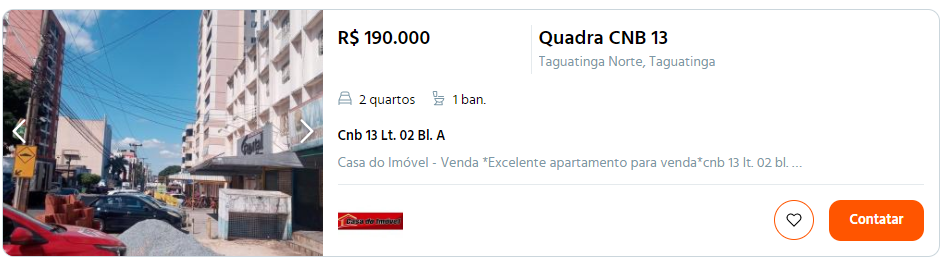 R$ 190.000
Quadra CNB 13
Taguatinga Norte, Taguatinga
2 quartos
1 ban.
Cnb 13 Lt. 02 Bl. A
Casa do Imóvel - Venda *Excelente apartamento para venda*cnb 13 lt. 02 bl. ...
Casa do Imóvel
Contatar